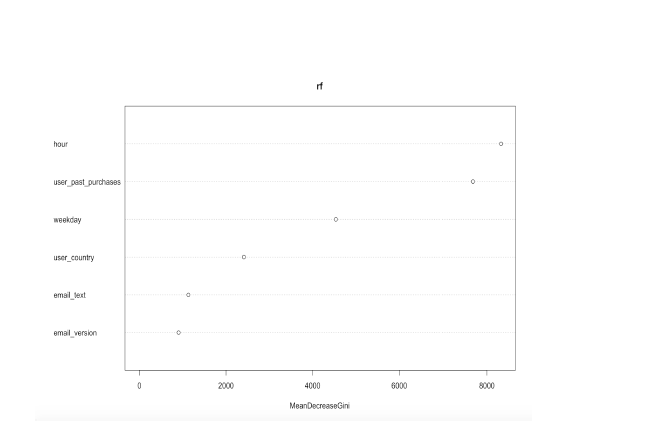 rf
hour
user_past_purchases
weekday
user_country
email_text
email_version
0 2000 4000 6000 8000
MeanDecreaseGini